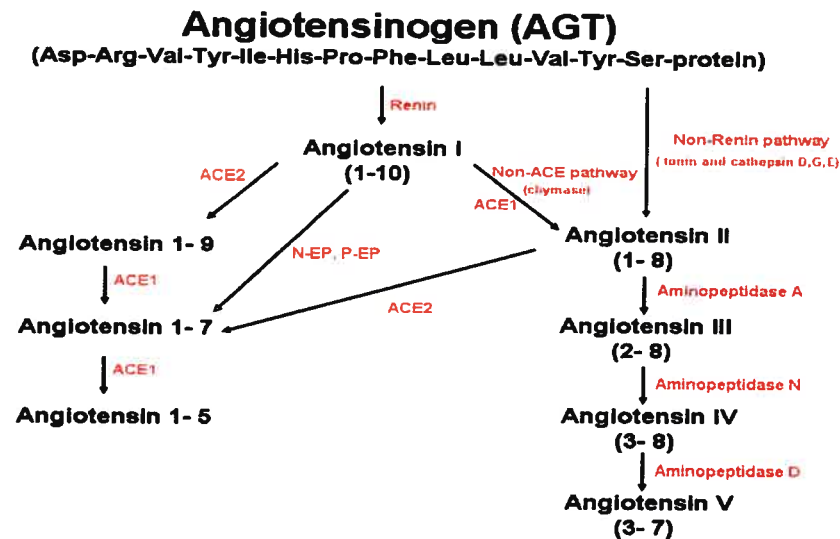 Angiotensinogen (AGT)
(Asp-Arg-Val-Tyr-Ile-His-Pro-Phe-Leu-Leu-Val-Tyr-Ser-protein)
Renin
Non-Renin pathway
(tonin and cathepsin D,G,E)
Angiotensin I
(1-10)
ACE2
Non-ACE pathway
(chymase)
ACE1
Angiotensin 1- 9
N-EP, P-EP
Angiotensin II
(1- 8)
ACE1
ACE2
Aminopeptidase A
Angiotensin 1- 7
Angiotensin III
(2- 8)
ACE1
Aminopeptidase N
Angiotensin 1- 5
Angiotensin IV
(3- 8)
Aminopeptidase D
Angiotensin V
(3- 7)